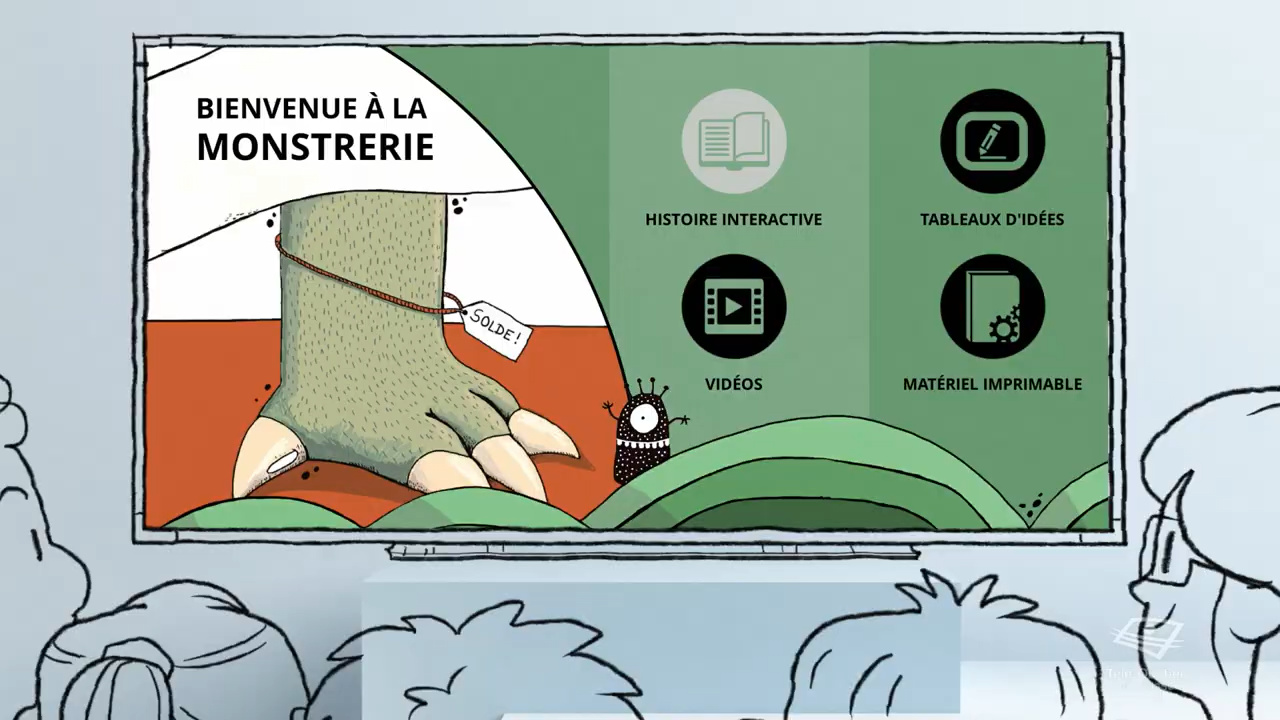 BIENVENUE À LA
MONSTRERIE
HISTOIRE INTERACTIVE
TABLEAUX D'IDÉES
SOLDE!
VIDÉOS
MATÉRIEL IMPRIMABLE